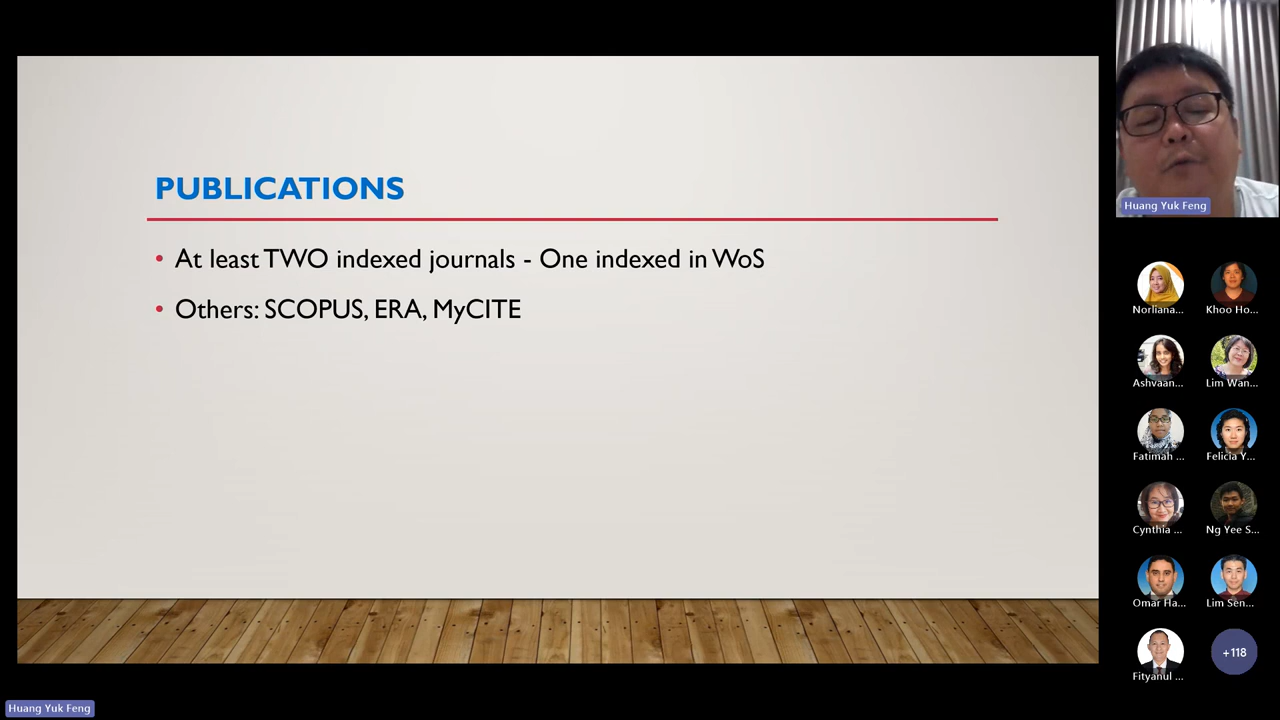 PUBLICATIONS
• At least TWO indexed journals - One indexed in WoS
• Others: SCOPUS, ERA, MyCITE
Huang Yuk Feng
Norliana...
Khoo Ho...
Ashvaan...
Lim Wan...
Fatimah ...
Felicia Y...
Cynthia ...
Ng Yee S...
Omar Ha...
Lim Sen...
Fityanul ...
+118
Huang Yuk Feng